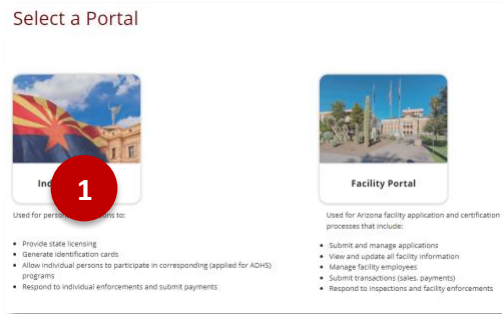 Select a Portal
1
Facility Portal
Used for
to:
Provide state licensing
Generate identification cards
Allow individual persons to participate in corresponding (applied for ADHS)
programs
Respond to individual enforcements and submit payments
Used for Arizona facility application and certification
processes that include:
Submit and manage applications
View and update all facility information
Manage facility employees
Submit transactions (sales, payments)
Respond to inspections and facility enforcements